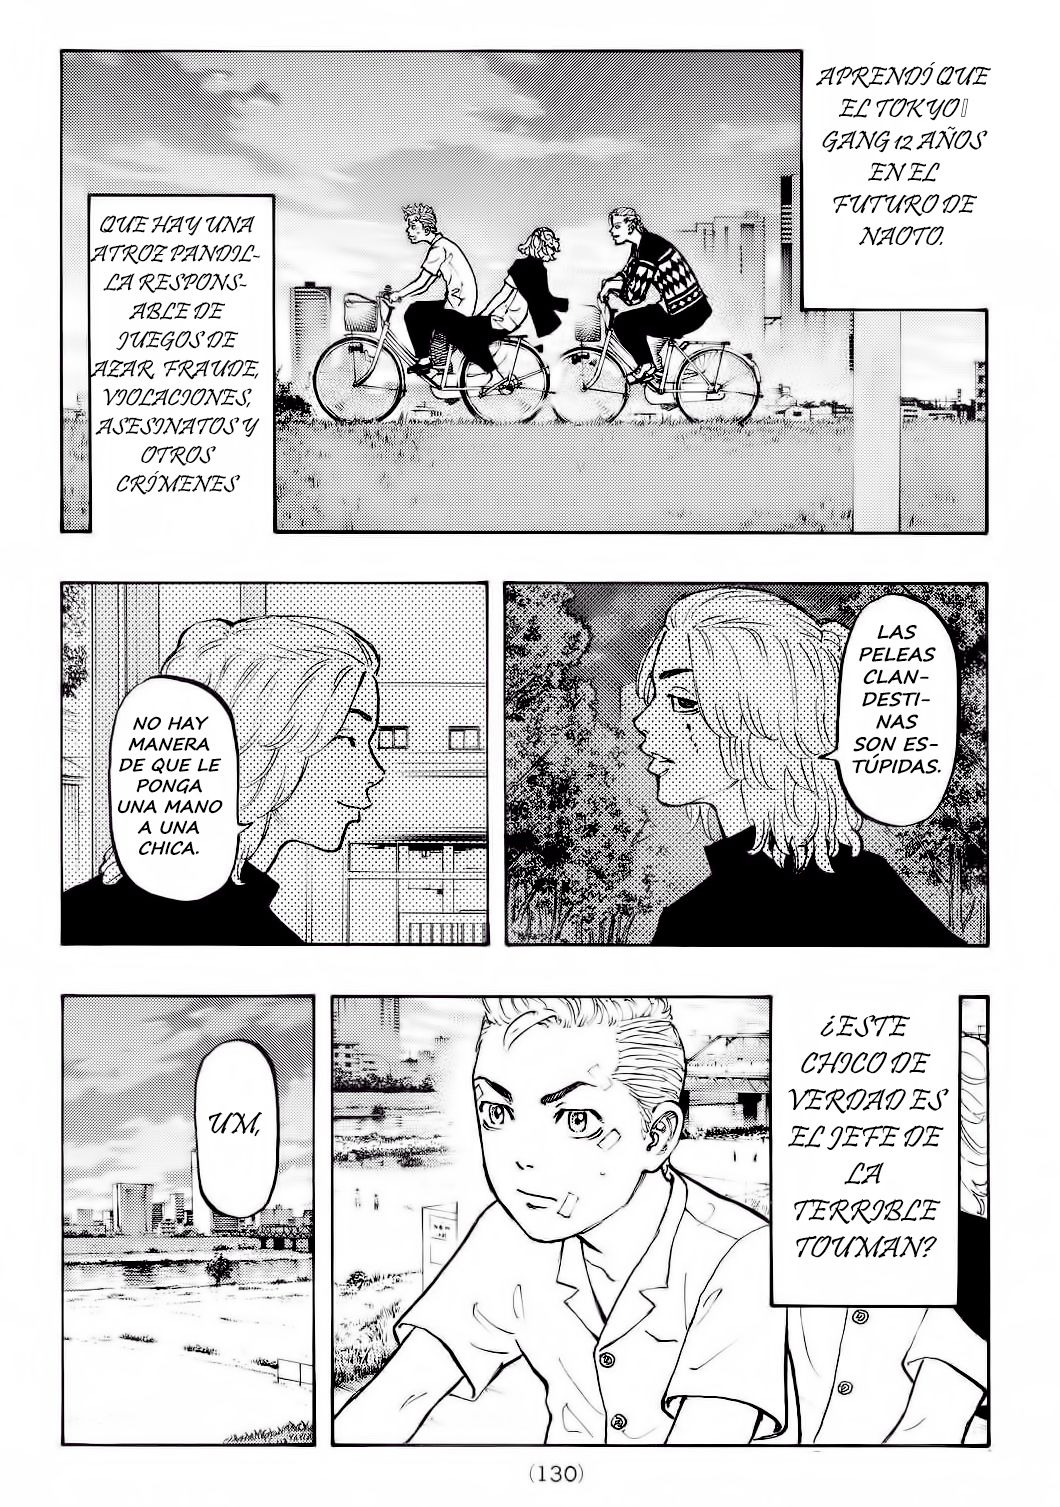 APRENDÍ QUE
EL TOKYO
GANG 12 AÑOS
EN EL
FUTURO DE
NAOTO.
QUE HAY UNA
ATROZ PANDIL-
LA RESPONS-
ABLE DE
JUEGOS DE
AZAR, FRAUDE,
VIOLACIONES,
ASESINATOS Y
OTROS
CRÍMENES
LAS
PELEAS
CLAN-
DESTI-
NAS
SON ES-
TÚPIDAS.
NO HAY
MANERA
DE QUE LE
PONGA
UNA MANO
A UNA
CHICA.
¿ESTE
CHICO DE
VERDAD ES
EL JEFE DE
LA
TERRIBLE
TOUMAN?
UM,
(130)